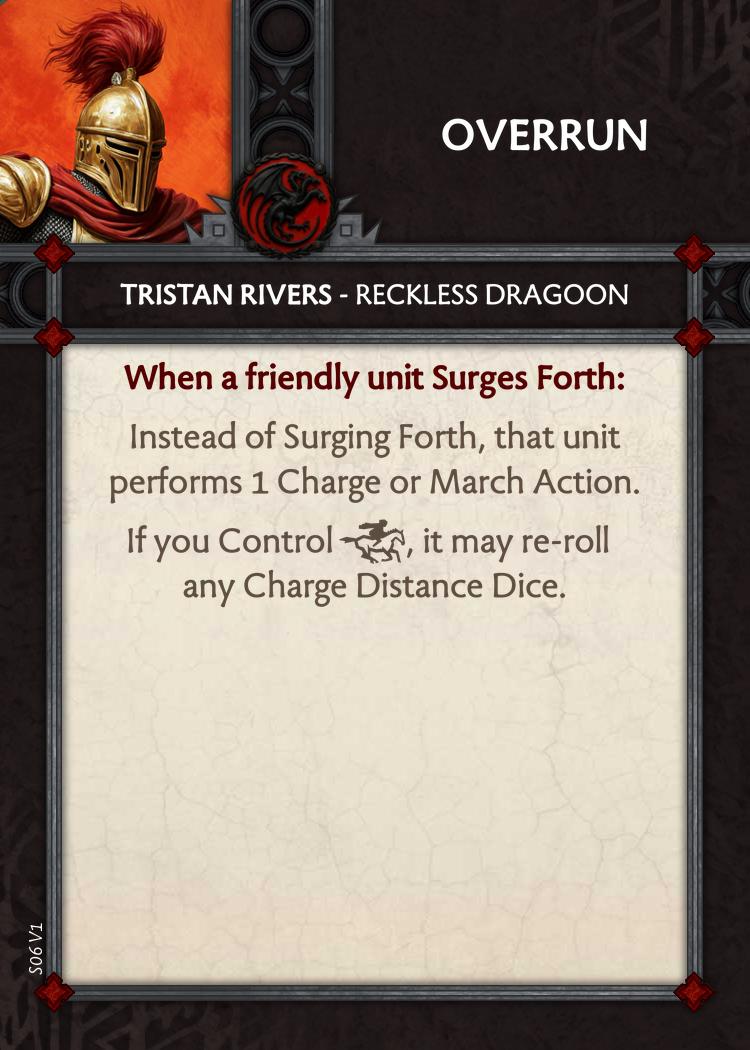 OVERRUN
TRISTAN RIVERS - RECKLESS DRAGOON
When a friendly unit Surges Forth:
Instead of Surging Forth, that unit
performs 1 Charge or March Action.
If you Control , it may re-roll
any Charge Distance Dice.
S06 V1